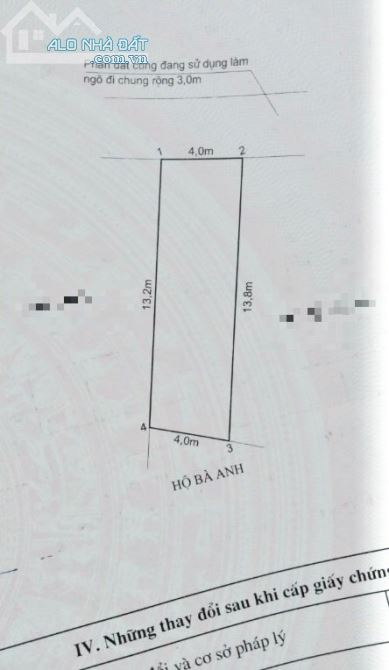 ALO NHÀ ĐẤT
.com.vn
Phần đất công đang sử dụng làm
ngõ đi chung rộng 3,0m
1 4,0m 2
13,2m
13,8m
4
4,0m
3
HỘ BÀ ANH
IV. Những thay đổi sau khi cấp giấy chứng
đổi và cơ sở pháp lý